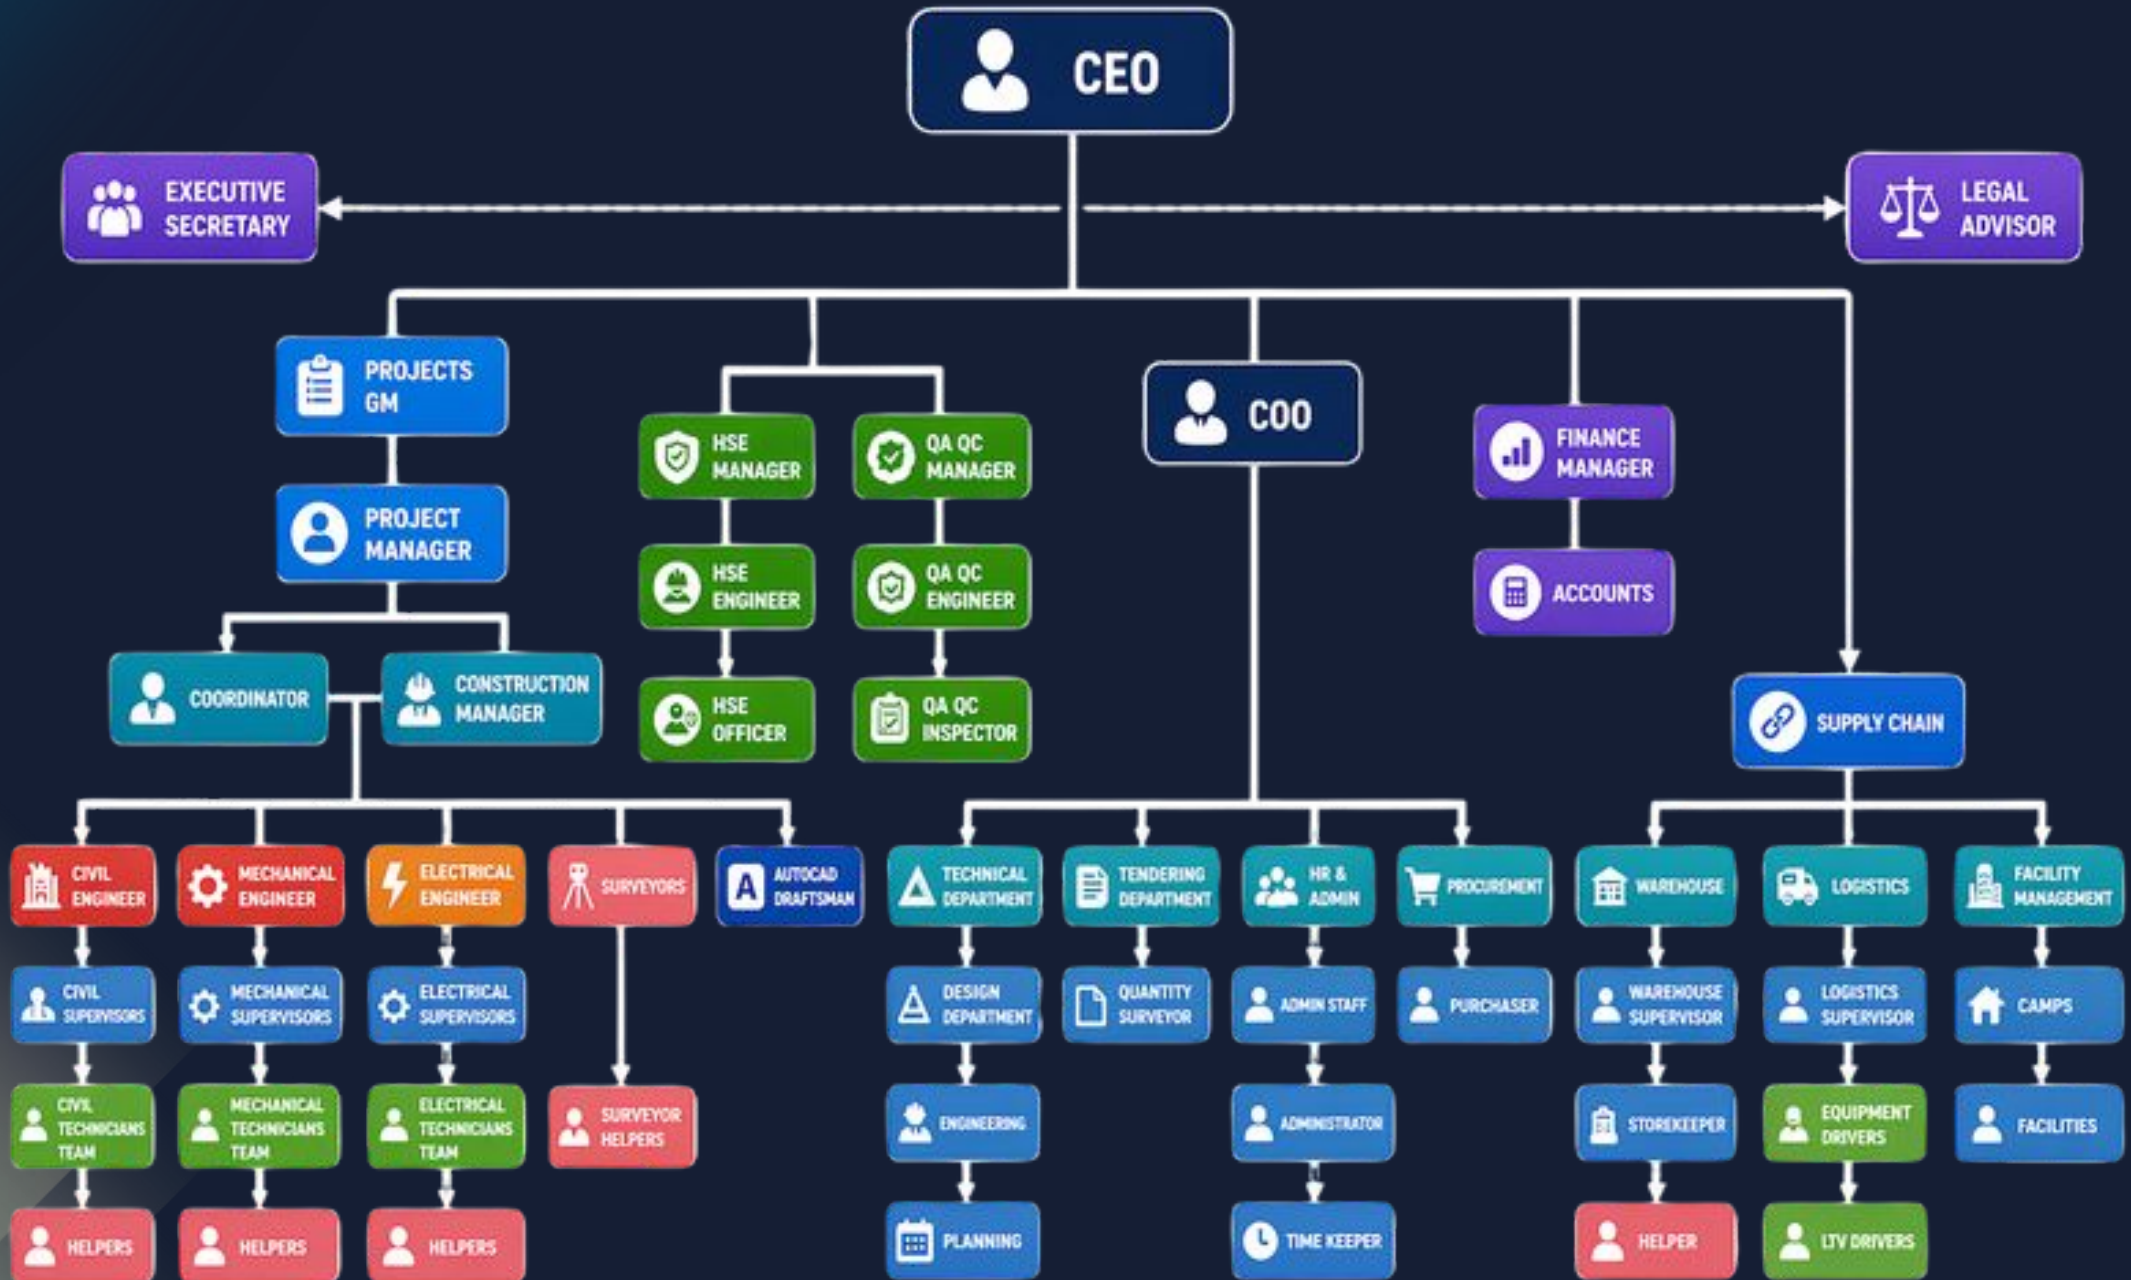 CEO
EXECUTIVE
SECRETARY
LEGAL
ADVISOR
PROJECTS
GM
HSE
MANAGER
QA QC
MANAGER
COO
FINANCE
MANAGER
PROJECT
MANAGER
HSE
ENGINEER
QA QC
ENGINEER
ACCOUNTS
COORDINATOR
CONSTRUCTION
MANAGER
HSE
OFFICER
QA QC
INSPECTOR
SUPPLY CHAIN
CIVIL
ENGINEER
MECHANICAL
ENGINEER
ELECTRICAL
ENGINEER
SURVEYORS
A
AUTOCAD
DRAFTSMAN
TECHNICAL
DEPARTMENT
TENDERING
DEPARTMENT
HR &
ADMIN
PROCUREMENT
WAREHOUSE
LOGISTICS
FACILITY
MANAGEMENT
CIVIL
SUPERVISORS
MECHANICAL
SUPERVISORS
ELECTRICAL
SUPERVISORS
DESIGN
DEPARTMENT
QUANTITY
SURVEYOR
ADMIN STAFF
PURCHASER
WAREHOUSE
SUPERVISOR
LOGISTICS
SUPERVISOR
CAMPS
CIVIL
TECHNICIANS
TEAM
MECHANICAL
TECHNICIANS
TEAM
ELECTRICAL
TECHNICIANS
TEAM
SURVEYOR
HELPERS
ENGINEERING
ADMINISTRATOR
STOREKEEPER
EQUIPMENT
DRIVERS
FACILITIES
HELPERS
HELPERS
HELPERS
PLANNING
TIME KEEPER
HELPER
LTV DRIVERS